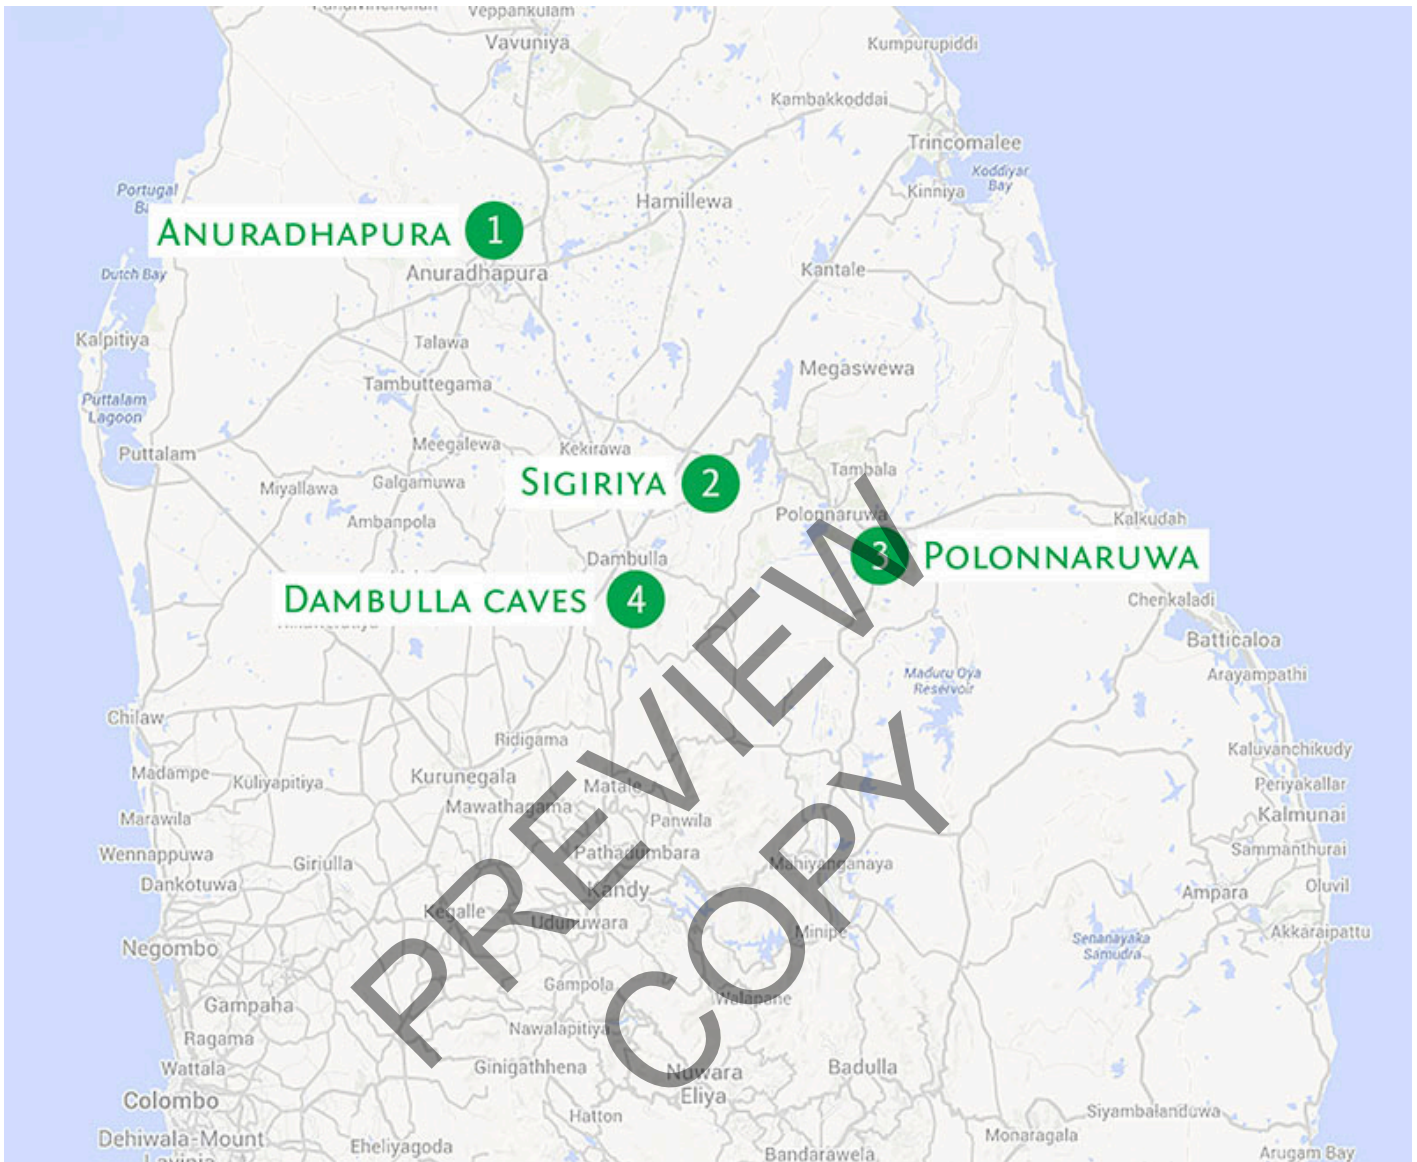 Veppankulam
Vavuniya
Kumpurupiddi
Kambakkoddai
Trincomalee
Koddiyar
Bay
Kinniya
Portugal
Hamillewa
ANURADHAPURA 1
Anuradhapura
Dutch Bay
Kantale
Kalpitiya
Talawa
Megaswewa
Tambuttegama
Puttalam
Lagoon
Puttalam
Meegalewa
Kekirawa
Tambala
SIGIRIYA 2
Miyallawa
Galgamuwa
Polonnaruwa
Kalkudah
Ambanpola
Dambulla
3 POLONNARUWA
DAMBULLA CAVES 4
Chenkaladi
Batticaloa
Maduru Oya
Reservoir
Arayampathi
Chilaw
Ridigama
Kaluvanchikudy
Madampe
Kuliyapitiya
Kurunegala
Matale
Periyakallar
Mawathagama
Kalmunai
Marawila
Panwila
Wennappuwa
Giriulla
Pathadumbara
Mahiyanganaya
Sammanthurai
Dankotuwa
Kandy
Ampara
Oluvil
Kegalle
Udunuwara
Minipe
Akkaraipattu
Negombo
Senanayaka
Samudra
Gampaha
Gampola
Walapane
Ragama
Nawalapitiya
Wattala
Ginigathhena
Nuwara
Eliya
Badulla
Colombo
Hatton
Siyambalanduwa
Dehiwala-Mount
Lavinia
Eheliyagoda
Bandarawela
Monaragala
Arugam Bay
PREVIEW
COPY